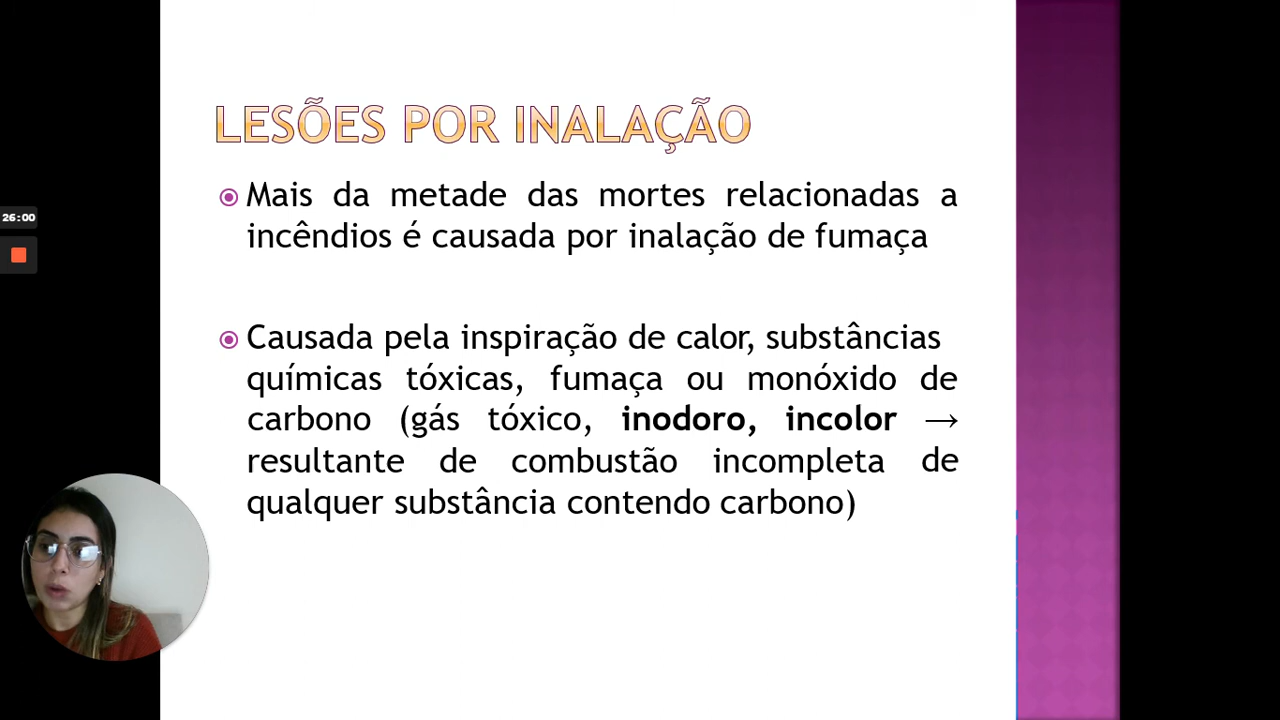 LESÕES POR INALAÇÃO
Mais da metade das mortes relacionadas a
incêndios é causada por inalação de fumaça
26:00
Causada pela inspiração de calor, substâncias
químicas tóxicas, fumaça ou monóxido de
carbono (gás tóxico, inodoro, incolor →
resultante de combustão incompleta de
qualquer substância contendo carbono)